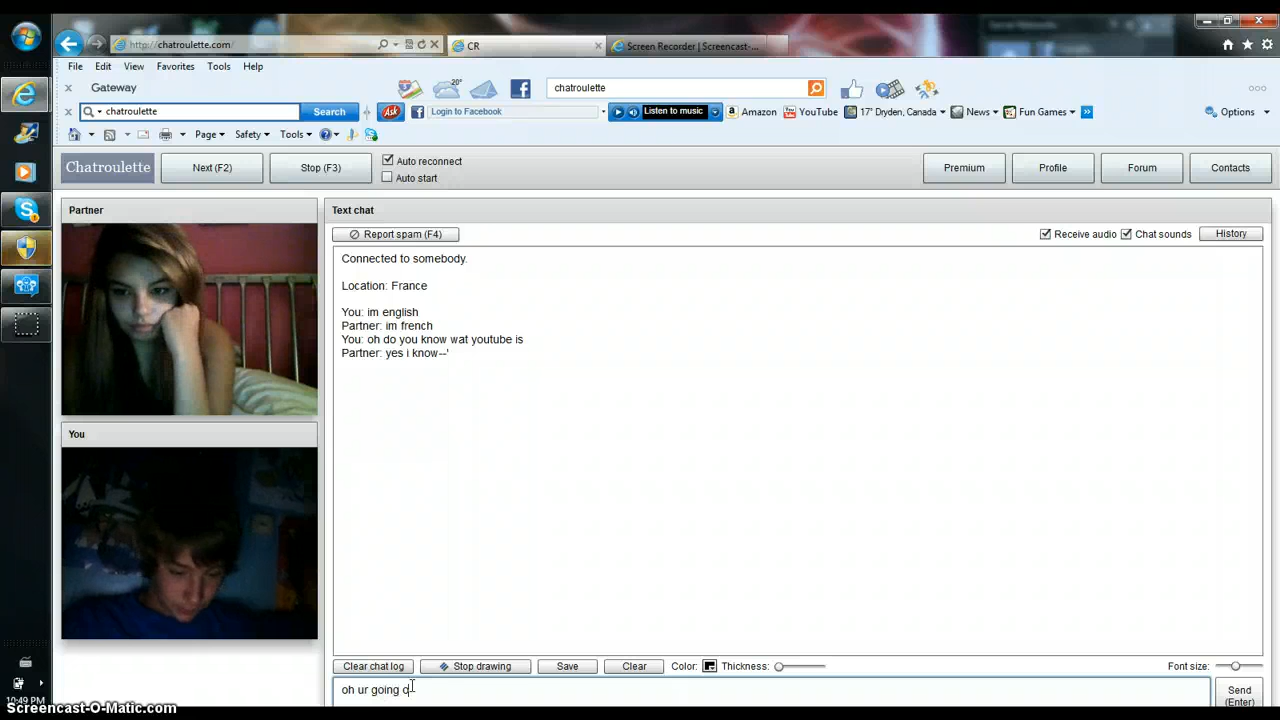 http://chatroulette.com/
CR
Screen Recorder | Screencast-...
File Edit View Favorites Tools Help
Gateway
20°
chatroulette
chatroulette
Search
Ask
Login to Facebook
Listen to music
Amazon
YouTube
17° Dryden, Canada
News
Fun Games
Options
Page
Safety
Tools
Chatroulette
Next (F2)
Stop (F3)
Auto reconnect
Auto start
Premium
Profile
Forum
Contacts
Partner
Text chat
Report spam (F4)
Receive audio
Chat sounds
History
Connected to somebody.
Location: France
You: im english
Partner: im french
You: oh do you know wat youtube is
Partner: yes i know--'
You
Clear chat log
Stop drawing
Save
Clear
Color:
Thickness:
Font size:
oh ur going o
Send
(Enter)
10:49 PM
Screencast-O-Matic.com